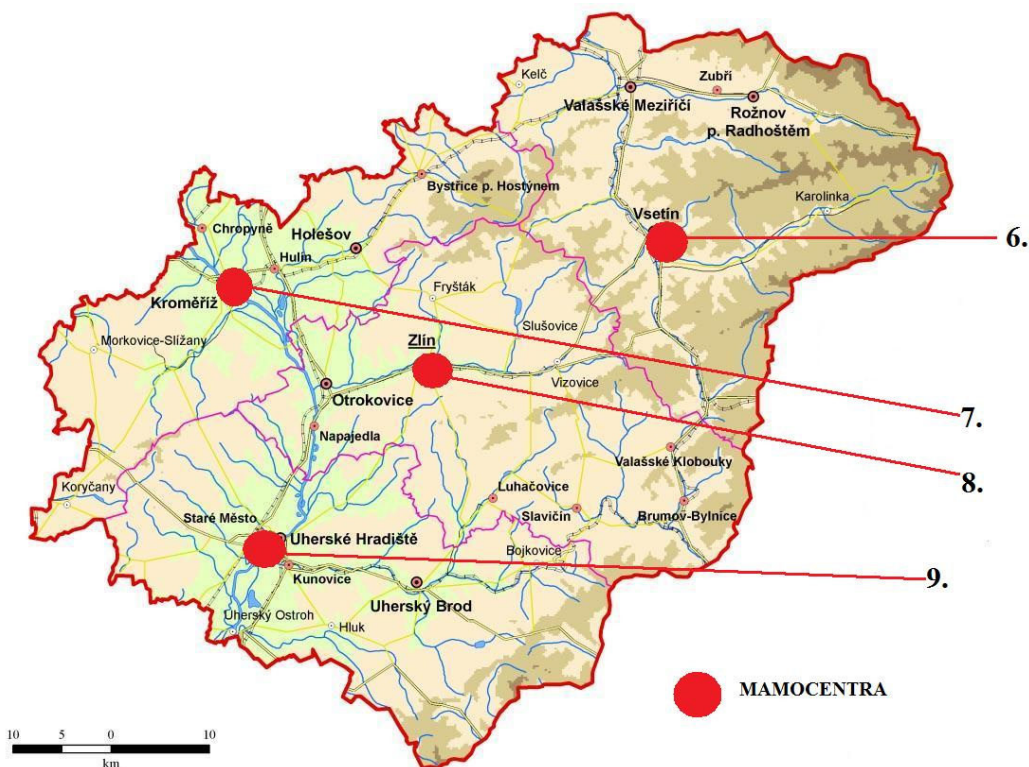 Kelč
Zubří
Valašské Meziříčí
Rožnov
p. Radhoštěm
Bystřice p. Hostýnem
Karolinka
Vsetín
Chropyně
Holešov
6.
Hulín
Kroměříž
Fryšták
Slušovice
Morkovice-Slížany
Zlín
Vizovice
Otrokovice
7.
Napajedla
Valašské Klobouky
Koryčany
Luhačovice
8.
Staré Město
Slavičín
Brumov-Bylnice
Uherské Hradiště
Bojkovice
Kunovice
9.
Uherský Brod
Uherský Ostroh
Hluk
MAMOCENTRA
10 5 0 10
km